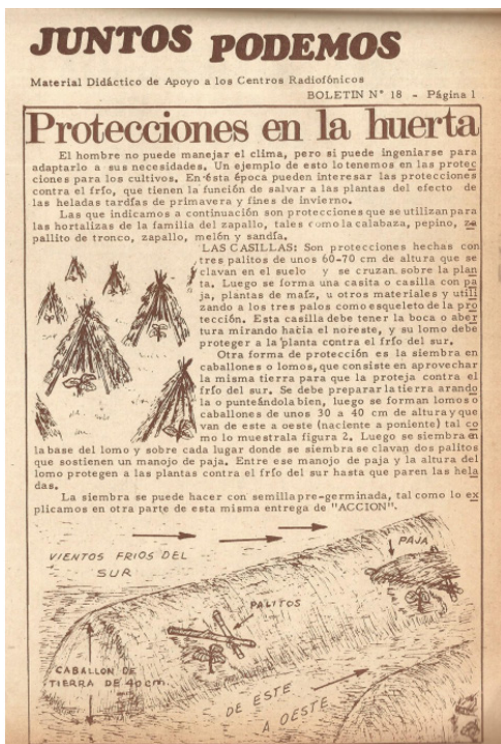 JUNTOS PODEMOS
Material Didáctico de Apoyo a los Centros Radiofónicos
BOLETIN N° 18 - Página 1
Protecciones en la huerta
El hombre no puede manejar el clima, pero si puede ingeniarse para
adaptarlo a sus necesidades. Un ejemplo de esto lo tenemos en las protec
ciones para los cultivos. En ésta época pueden interesar las protecciones
contra el frío, que tienen la función de salvar a las plantas del efecto de
las heladas tardías de primavera y fines de invierno.
Las que indicamos a continuación son protecciones que se utilizan para
las hortalizas de la familia del zapallo, tales como la calabaza, pepino, za
pallito de tronco, zapallo, melón y sandía.
LAS CASILLAS: Son protecciones hechas con
tres palitos de unos 60-70 cm de altura que se
clavan en el suelo y se cruzan sobre la plan
ta. Luego se forma una casita o casilla con pa
ja, plantas de maíz, u otros materiales y utili
zando a los tres palos como esqueleto de la pro
tección. Esta casilla debe tener la boca o aber
tura mirando hacia el noreste, y su lomo debe
proteger a la planta contra el frío del sur.
Otra forma de protección es la siembra en
caballones o lomos, que consiste en aprovechar
la misma tierra para que la proteja contra el
frío del sur. Se debe preparar la tierra arando
la o punteándola bien, luego se forman lomos o
caballones de unos 30 a 40 cm de altura y que
van de este a oeste (naciente a poniente) tal co
mo lo muestra la figura 2. Luego se siembra en
la base del lomo y sobre cada lugar donde se siembra se clavan dos palitos
que sostienen un manojo de paja. Entre ese manojo de paja y la altura del
lomo protegen a las plantas contra el frío del sur hasta que paren las hela
das.
La siembra se puede hacer con semilla pre-germinada, tal como lo ex
plicamos en otra parte de esta misma entrega de "ACCION".
VIENTOS FRIOS DEL
SUR
PAJA
PALITOS
CABALLON DE
TIERRA DE 40 cm.
DE ESTE
A OESTE